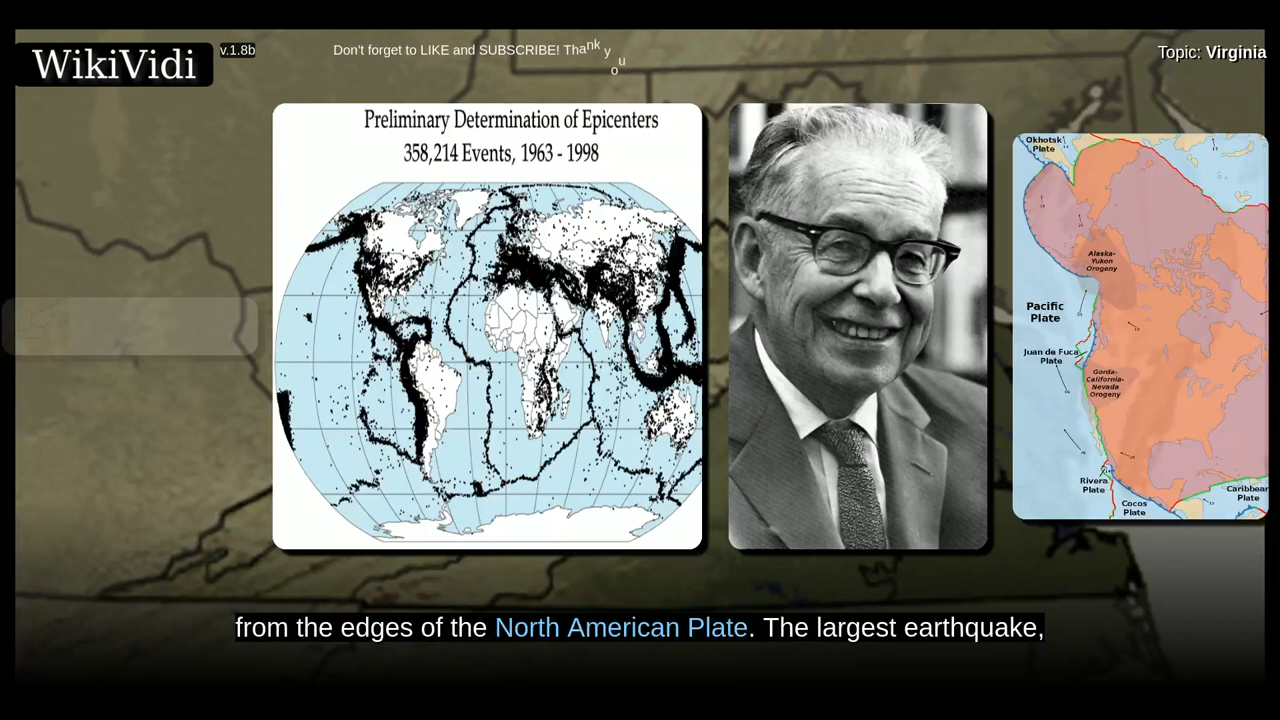 WikiVidi
v.1.8b
Don't forget to LIKE and SUBSCRIBE! Thank you
Topic: Virginia
Preliminary Determination of Epicenters
358,214 Events, 1963 - 1998
Okhotsk
Plate
Alaska-
Yukon
Orogeny
Pacific
Plate
Juan de Fuca
Plate
Gorda-
California-
Nevada
Orogeny
Rivera
Plate
Cocos
Plate
Caribbean
Plate
from the edges of the North American Plate. The largest earthquake,